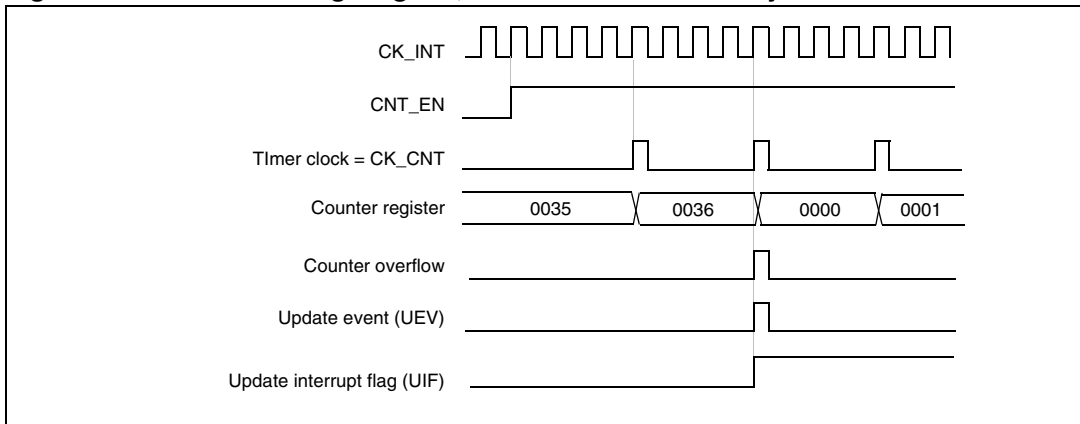 CK_INT
CNT_EN
TImer clock = CK_CNT
Counter register 0035 0036 0000 0001
Counter overflow
Update event (UEV)
Update interrupt flag (UIF)